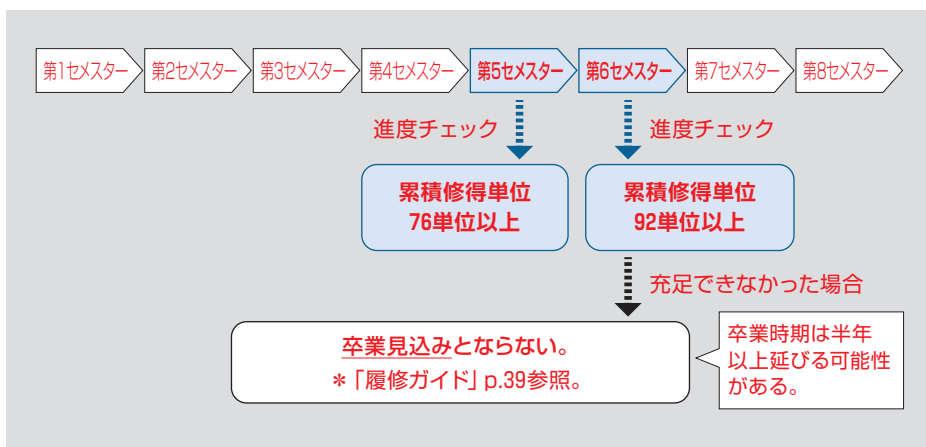 第1セメスター
第2セメスター
第3セメスター
第4セメスター
第5セメスター
第6セメスター
第7セメスター
第8セメスター
進度チェック
進度チェック
累積修得単位
76単位以上
累積修得単位
92単位以上
充足できなかった場合
卒業見込みとならない。
*「履修ガイド」p.39参照。
卒業時期は半年
以上延びる可能性
がある。